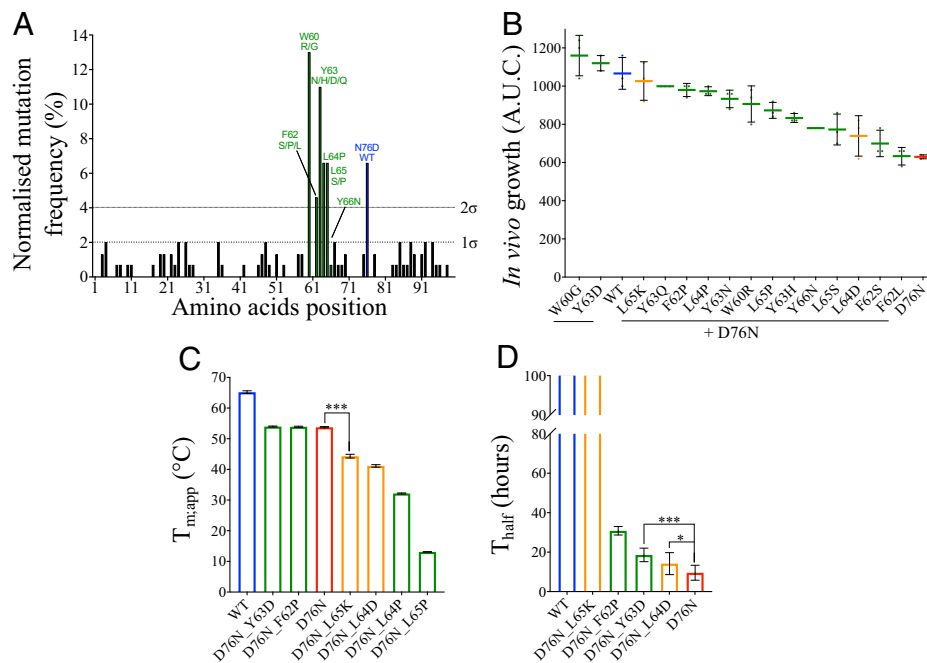 A
Normalised mutation
frequency (%)
14
12
10
8
6
4
2
0
W60
R/G
Y63
N/H/D/Q
F62
S/P/L
L64P
L65
S/P
Y66N
N76D
WT
2σ
1σ
1 11 21 31 41 51 61 71 81 91
Amino acids position
B
In vivo growth (A.U.C.)
1200
1000
800
600
400
200
0
W60G Y63D WT L65K Y63Q F62P L64P Y63N W60R L65P Y63H Y66N L65S L64D F62S F62L D76N
+ D76N
C
Tm;app (°C)
70
60
50
40
30
20
10
0
***
WT D76N_Y63D D76N_F62P D76N D76N_L65K D76N_L64D D76N_L64P D76N_L65P
D
Thalf (hours)
100
90
80
60
40
20
0
***
*
WT D76N_L65K D76N_F62P D76N_Y63D D76N_L64D D76N